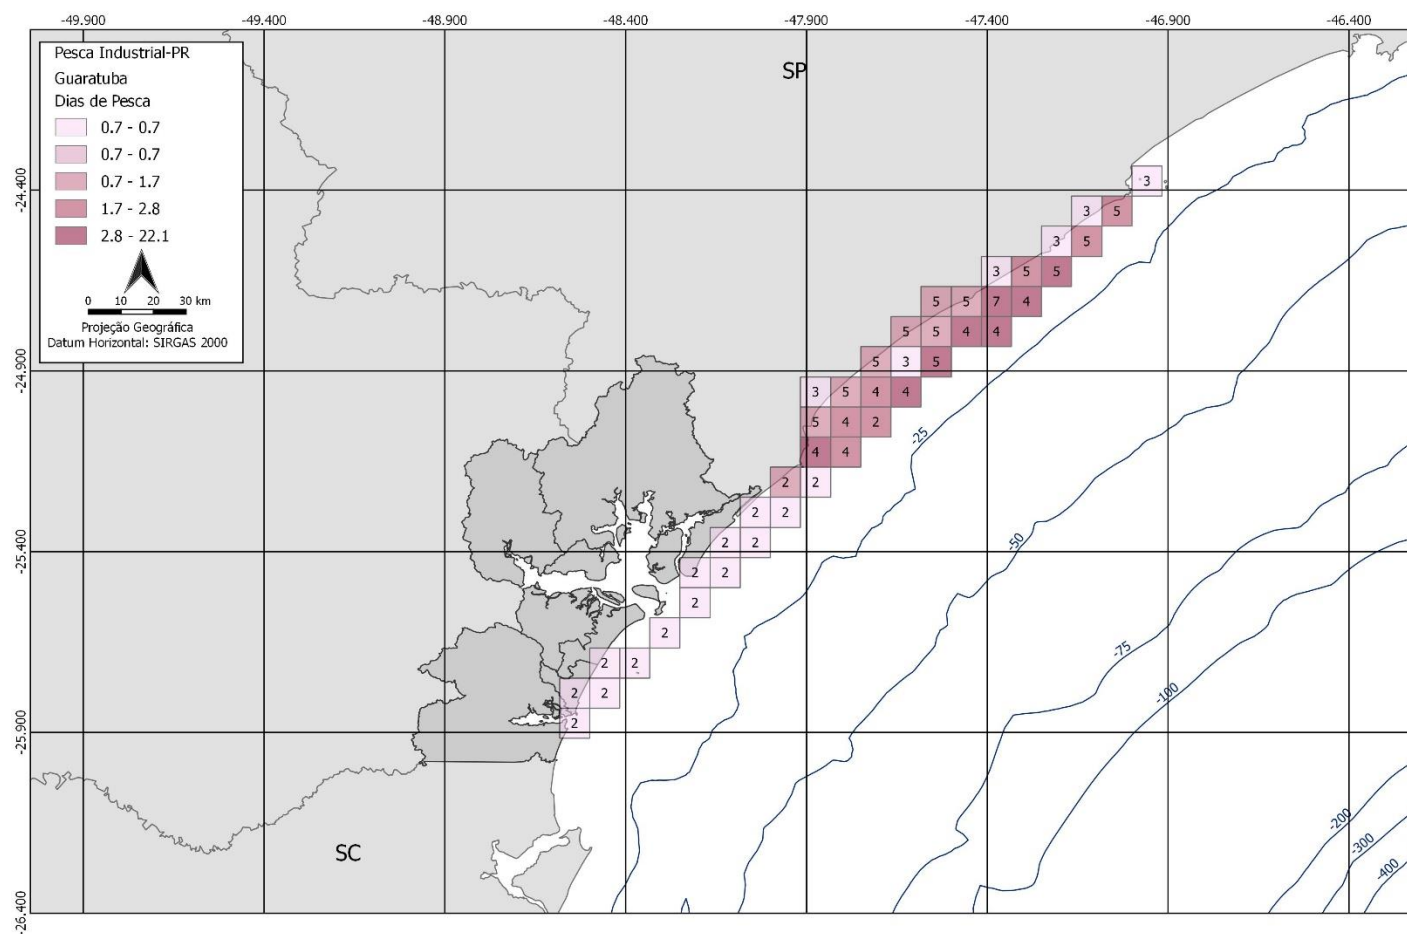 -49.900 -49.400 -48.900 -48.400 -47.900 -47.400 -46.900 -46.400
Pesca Industrial-PR
Guaratuba
Dias de Pesca
0.7 - 0.7
0.7 - 0.7
0.7 - 1.7
1.7 - 2.8
2.8 - 22.1
0 10 20 30 km
Projeção Geográfica
Datum Horizontal: SIRGAS 2000
SP
3
-24.400
3 5
3 5
3 5 5
5 5 7 4
5 5 4 4
5 3 5
-24.900
3 5 4 4
5 4 2
-25
4 4
2 2
2 2
2 2
-50
-25.400
2 2
2
2
2 2
-75
2 2
-100
2
-25.900
-200
-300
SC
-400
-26.400